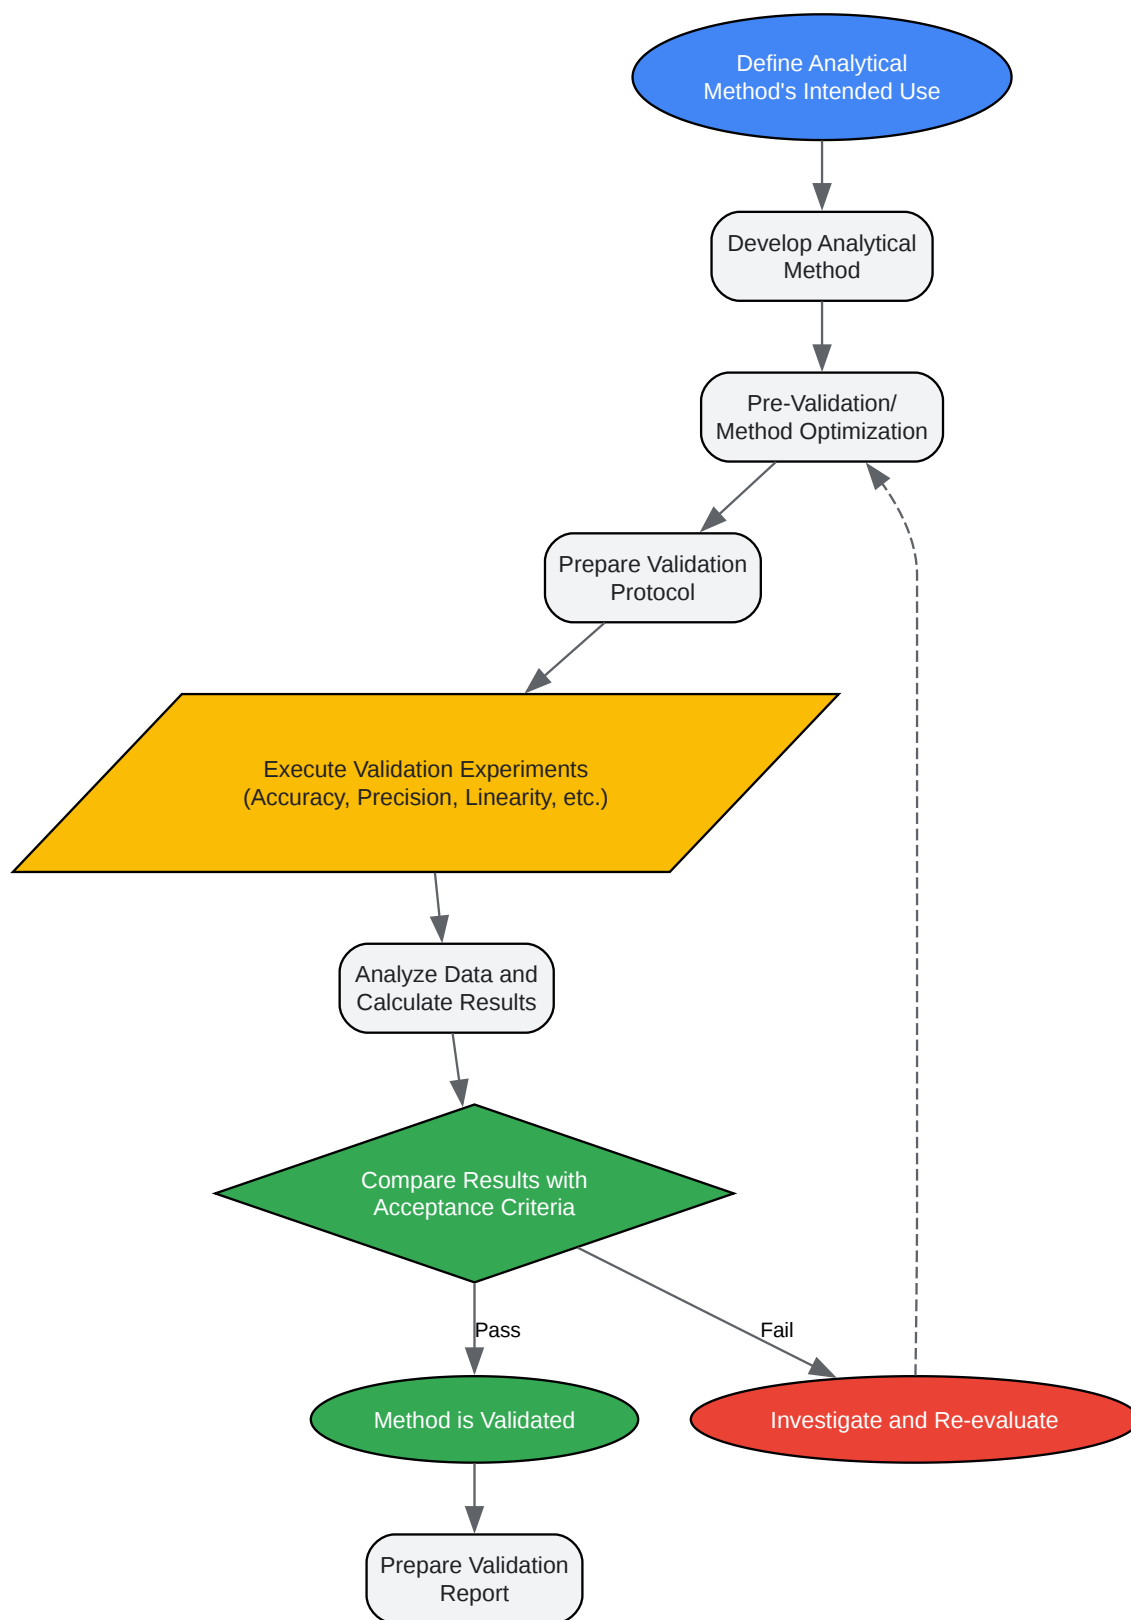 Define Analytical
Method's Intended Use
Develop Analytical
Method
Pre-Validation/
Method Optimization
Prepare Validation
Protocol
Execute Validation Experiments
(Accuracy, Precision, Linearity, etc.)
Analyze Data and
Calculate Results
Compare Results with
Acceptance Criteria
Pass
Fail
Method is Validated
Investigate and Re-evaluate
Prepare Validation
Report